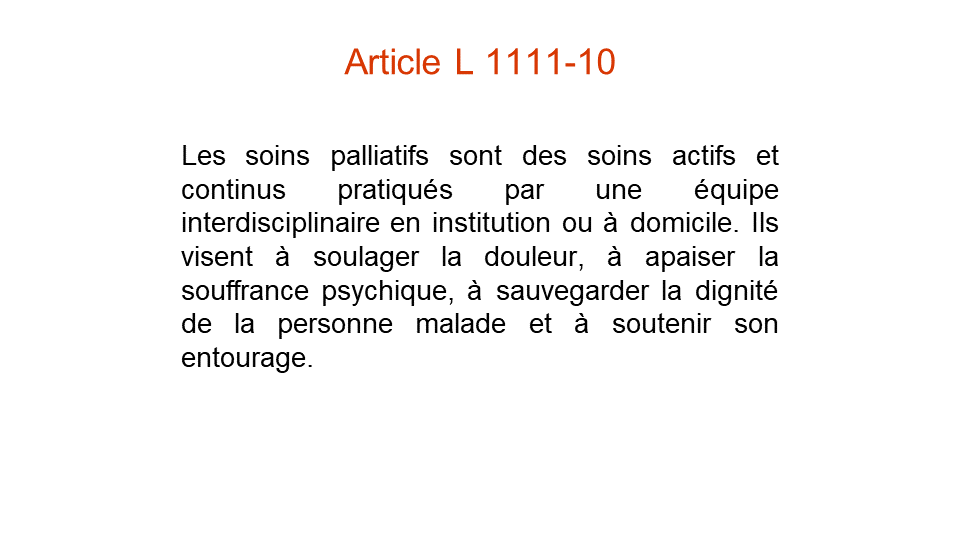 Article L 1111-10
Les soins palliatifs sont des soins actifs et
continus pratiqués par une équipe
interdisciplinaire en institution ou à domicile. Ils
visent à soulager la douleur, à apaiser la
souffrance psychique, à sauvegarder la dignité
de la personne malade et à soutenir son
entourage.